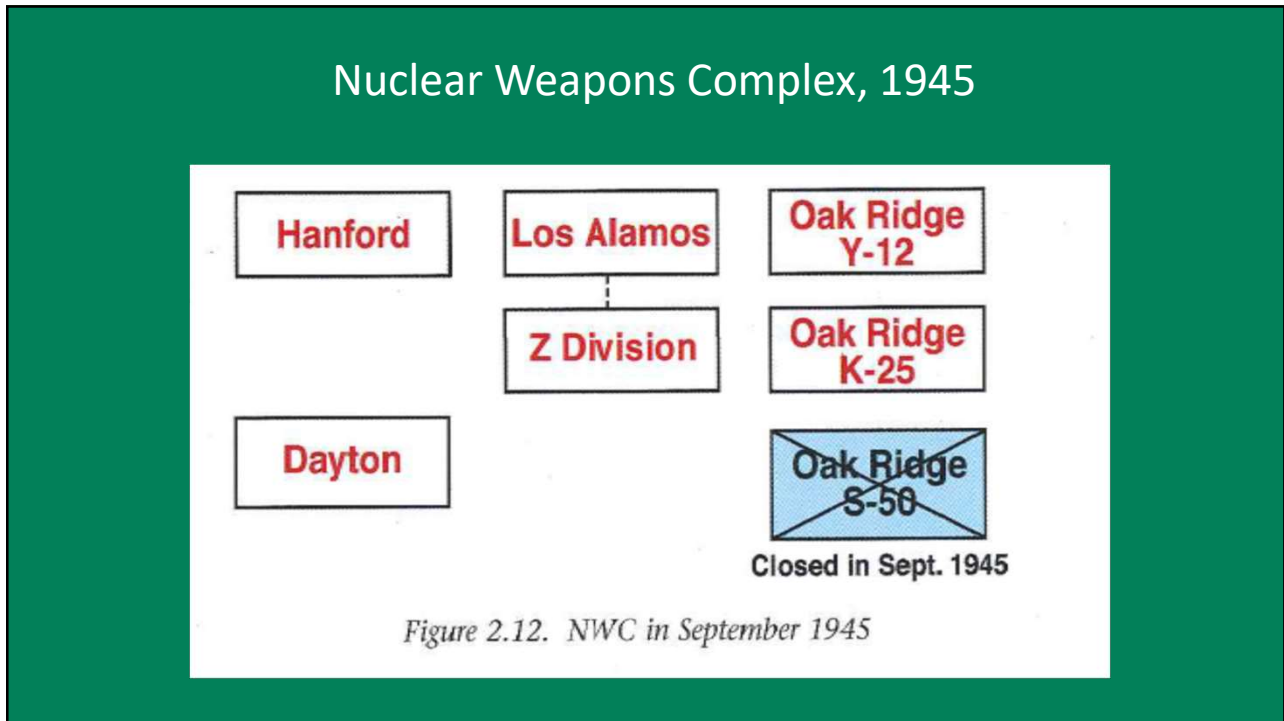 Nuclear Weapons Complex, 1945
Hanford
Los Alamos
Oak Ridge
Y-12
Z Division
Oak Ridge
K-25
Dayton
Oak Ridge
S-50
Closed in Sept. 1945
Figure 2.12. NWC in September 1945